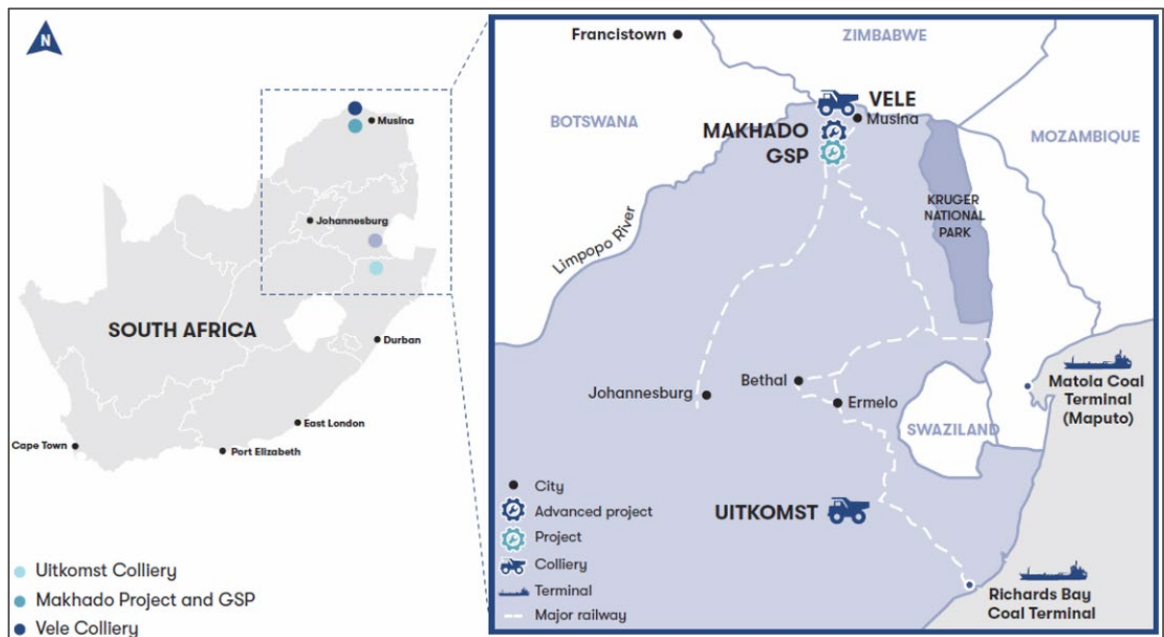 N
Musina
Johannesburg
SOUTH AFRICA
Durban
East London
Cape Town
Port Elizabeth
Uitkomst Colliery
Makhado Project and GSP
Vele Colliery
Francistown
ZIMBABWE
VELE
BOTSWANA
Musina
MAKHADO
GSP
MOZAMBIQUE
KRUGER
NATIONAL
PARK
Limpopo River
Bethal
Johannesburg
Ermelo
SWAZILAND
Matola Coal
Terminal
(Maputo)
UITKOMST
City
Advanced project
Project
Colliery
Terminal
Major railway
Richards Bay
Coal Terminal